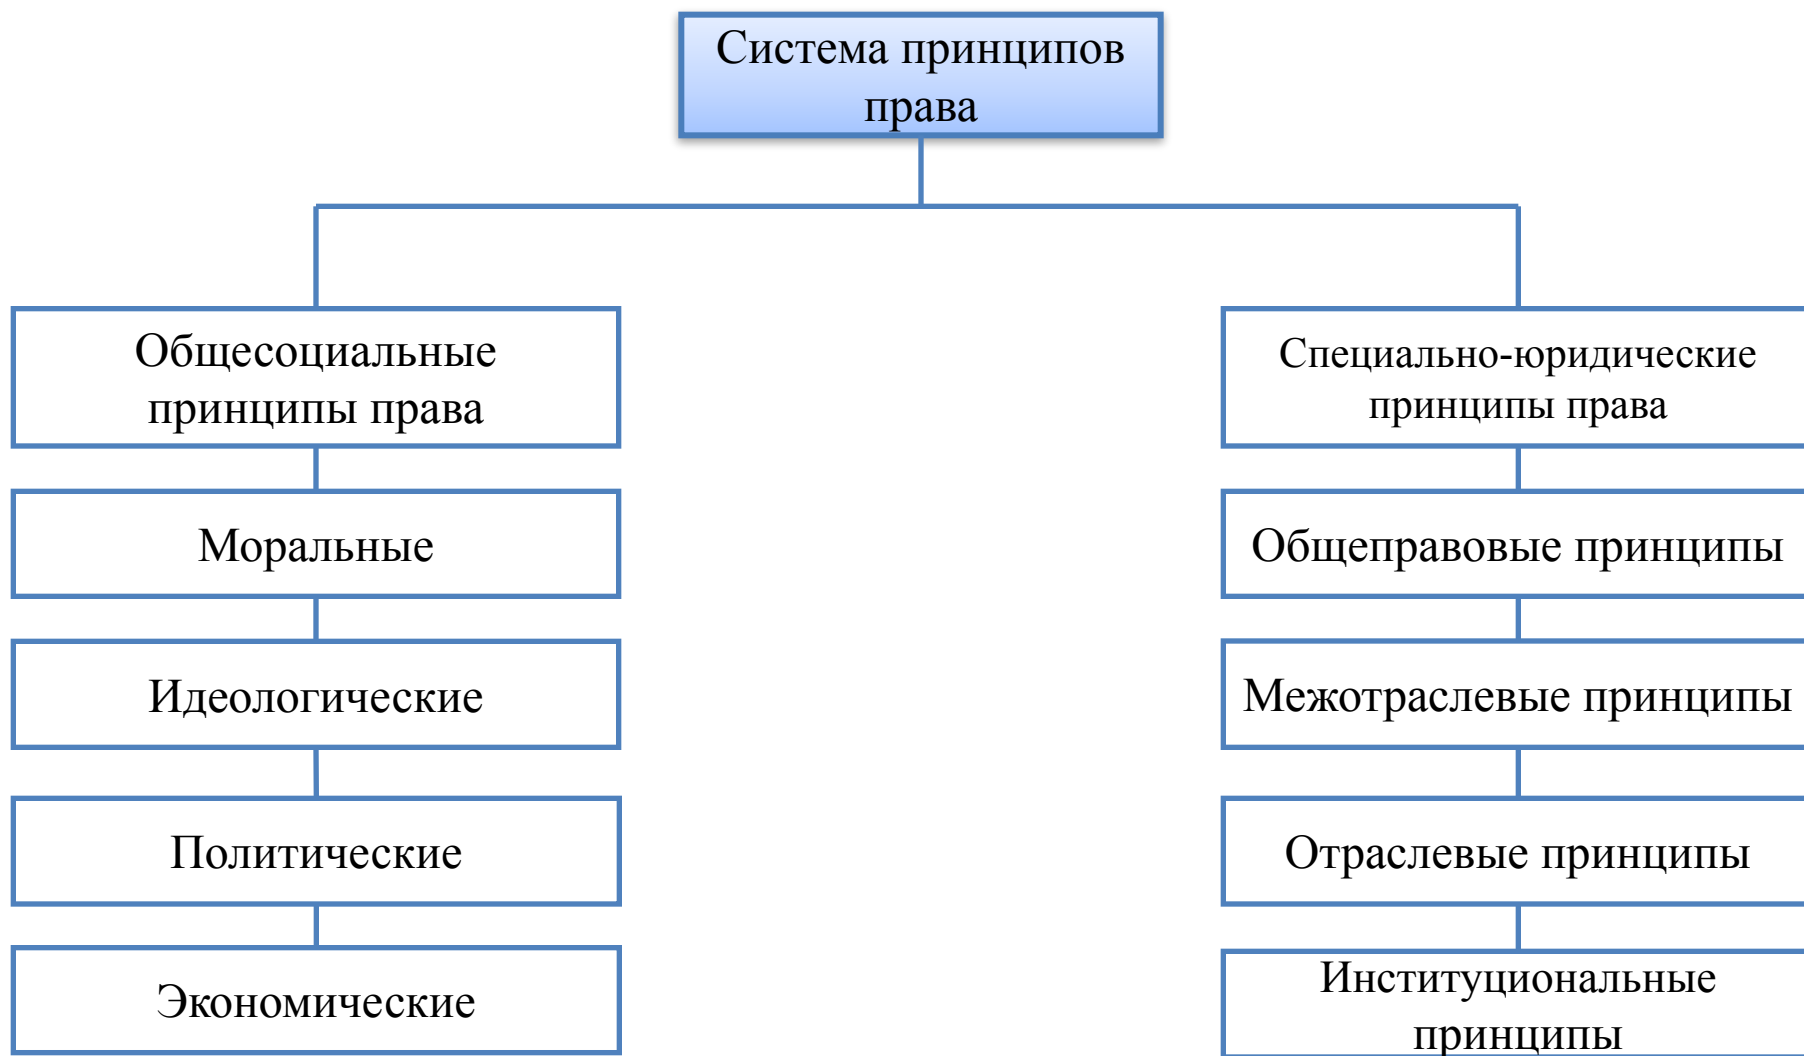 Система принципов
права
Общесоциальные
принципы права
Моральные
Идеологические
Политические
Экономические
Специально-юридические
принципы права
Общеправовые принципы
Межотраслевые принципы
Отраслевые принципы
Институциональные
принципы